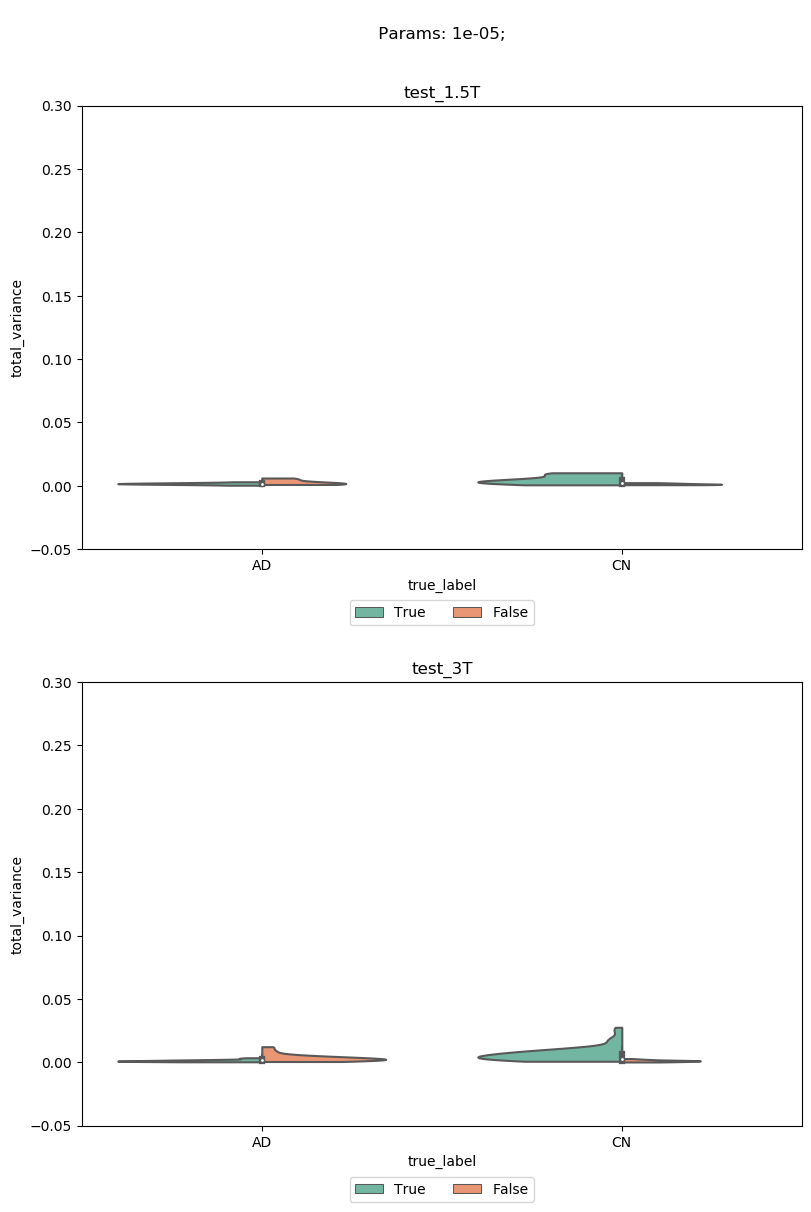 Params: 1e-05;
test_1.5T
0.30
0.25
0.20
0.15
0.10
0.05
0.00
−0.05
total_variance
AD CN
true_label
True False
test_3T
0.30
0.25
0.20
0.15
0.10
0.05
0.00
−0.05
total_variance
AD CN
true_label
True False